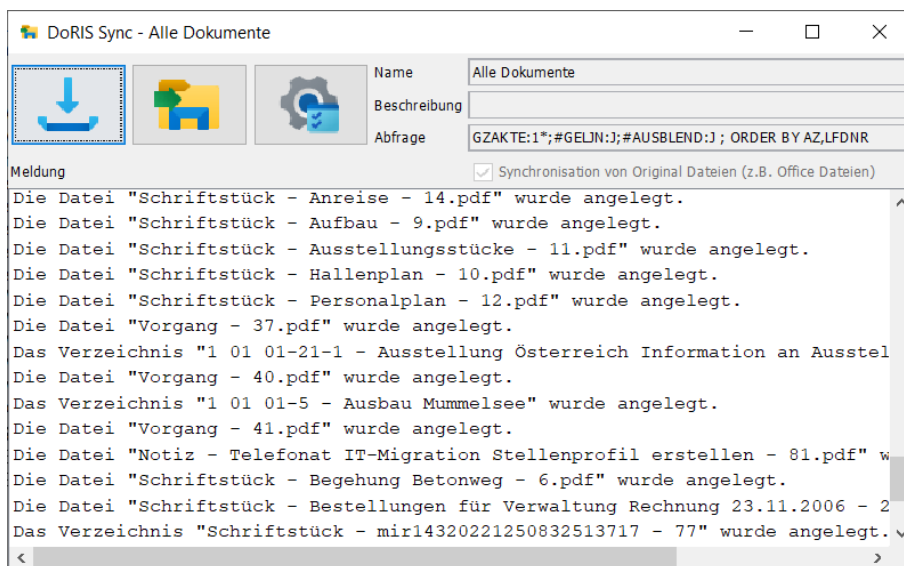 DoRIS Sync - Alle Dokumente
Name
Alle Dokumente
Beschreibung
Abfrage
GZAKTE:1*;#GELJN:J;#AUSBLEND:J ; ORDER BY AZ,LFDNR
Meldung
Synchronisation von Original Dateien (z.B. Office Dateien)
Die Datei "Schriftstück - Anreise - 14.pdf" wurde angelegt.
Die Datei "Schriftstück - Aufbau - 9.pdf" wurde angelegt.
Die Datei "Schriftstück - Ausstellungsstücke - 11.pdf" wurde angelegt.
Die Datei "Schriftstück - Hallenplan - 10.pdf" wurde angelegt.
Die Datei "Schriftstück - Personalplan - 12.pdf" wurde angelegt.
Die Datei "Vorgang - 37.pdf" wurde angelegt.
Das Verzeichnis "1 01 01-21-1 - Ausstellung Österreich Information an Ausstel
Die Datei "Vorgang - 40.pdf" wurde angelegt.
Das Verzeichnis "1 01 01-5 - Ausbau Mummelsee" wurde angelegt.
Die Datei "Vorgang - 41.pdf" wurde angelegt.
Die Datei "Notiz - Telefonat IT-Migration Stellenprofil erstellen - 81.pdf" w
Die Datei "Schriftstück - Begehung Betonweg - 6.pdf" wurde angelegt.
Die Datei "Schriftstück - Bestellungen für Verwaltung Rechnung 23.11.2006 - 2
Das Verzeichnis "Schriftstück - mir14320221250832513717 - 77" wurde angelegt.